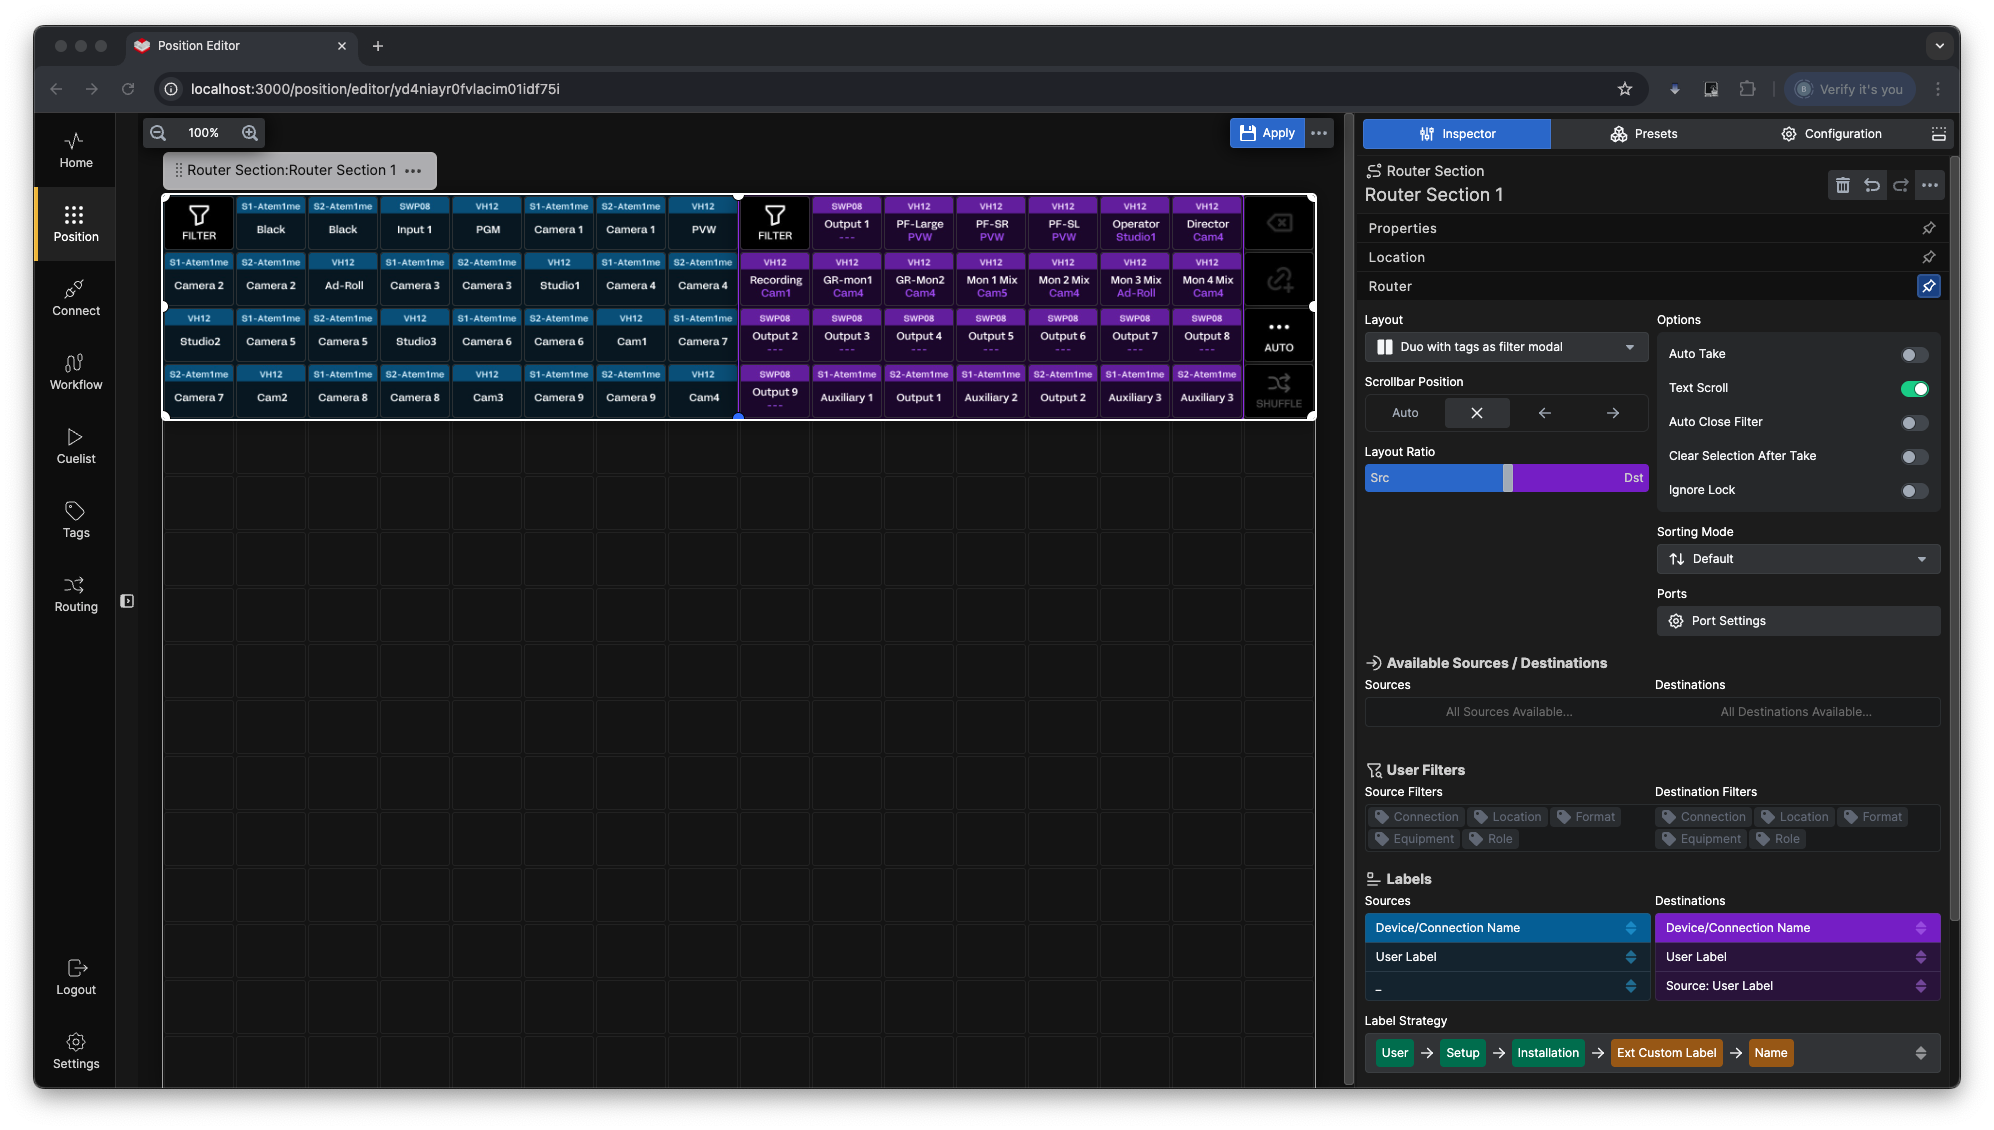 Position Editor
localhost:3000/position/editor/yd4niayr0fvlacim01idf75i
Verify it's you
Home
Position
Connect
Workflow
Cuelist
Tags
Routing
Logout
Settings
100%
Apply
Router Section:Router Section 1
FILTER
S1-Atem1me Black
S2-Atem1me Black
SWP08 Input 1
VH12 PGM
S1-Atem1me Camera 1
S2-Atem1me Camera 1
VH12 PVW
FILTER
SWP08 Output 1 ---
VH12 PF-Large PVW
VH12 PF-SR PVW
VH12 PF-SL PVW
VH12 Operator Studio1
VH12 Director Cam4
S1-Atem1me Camera 2
S2-Atem1me Camera 2
VH12 Ad-Roll
S1-Atem1me Camera 3
S2-Atem1me Camera 3
VH12 Studio1
S1-Atem1me Camera 4
S2-Atem1me Camera 4
VH12 Recording Cam1
VH12 GR-mon1 Cam4
VH12 GR-Mon2 Cam4
VH12 Mon 1 Mix Cam5
VH12 Mon 2 Mix Cam4
VH12 Mon 3 Mix Ad-Roll
VH12 Mon 4 Mix Cam4
VH12 Studio2
S1-Atem1me Camera 5
S2-Atem1me Camera 5
VH12 Studio3
S1-Atem1me Camera 6
S2-Atem1me Camera 6
VH12 Cam1
S1-Atem1me Camera 7
SWP08 Output 2 ---
SWP08 Output 3 ---
SWP08 Output 4 ---
SWP08 Output 5 ---
SWP08 Output 6 ---
SWP08 Output 7 ---
SWP08 Output 8 ---
AUTO
S2-Atem1me Camera 7
VH12 Cam2
S1-Atem1me Camera 8
S2-Atem1me Camera 8
VH12 Cam3
S1-Atem1me Camera 9
S2-Atem1me Camera 9
VH12 Cam4
SWP08 Output 9 ---
S1-Atem1me Auxiliary 1
S2-Atem1me Output 1
S1-Atem1me Auxiliary 2
S2-Atem1me Output 2
S1-Atem1me Auxiliary 3
S2-Atem1me Auxiliary 3
SHUFFLE
Inspector
Presets
Configuration
Router Section
Router Section 1
Properties
Location
Router
Layout
Duo with tags as filter modal
Scrollbar Position
Auto
Layout Ratio
Src
Dst
Options
Auto Take
Text Scroll
Auto Close Filter
Clear Selection After Take
Ignore Lock
Sorting Mode
Default
Ports
Port Settings
Available Sources / Destinations
Sources
Destinations
All Sources Available...
All Destinations Available...
User Filters
Source Filters
Destination Filters
Connection Location Format
Equipment Role
Connection Location Format
Equipment Role
Labels
Sources
Destinations
Device/Connection Name
User Label
_
Device/Connection Name
User Label
Source: User Label
Label Strategy
User → Setup → Installation → Ext Custom Label → Name